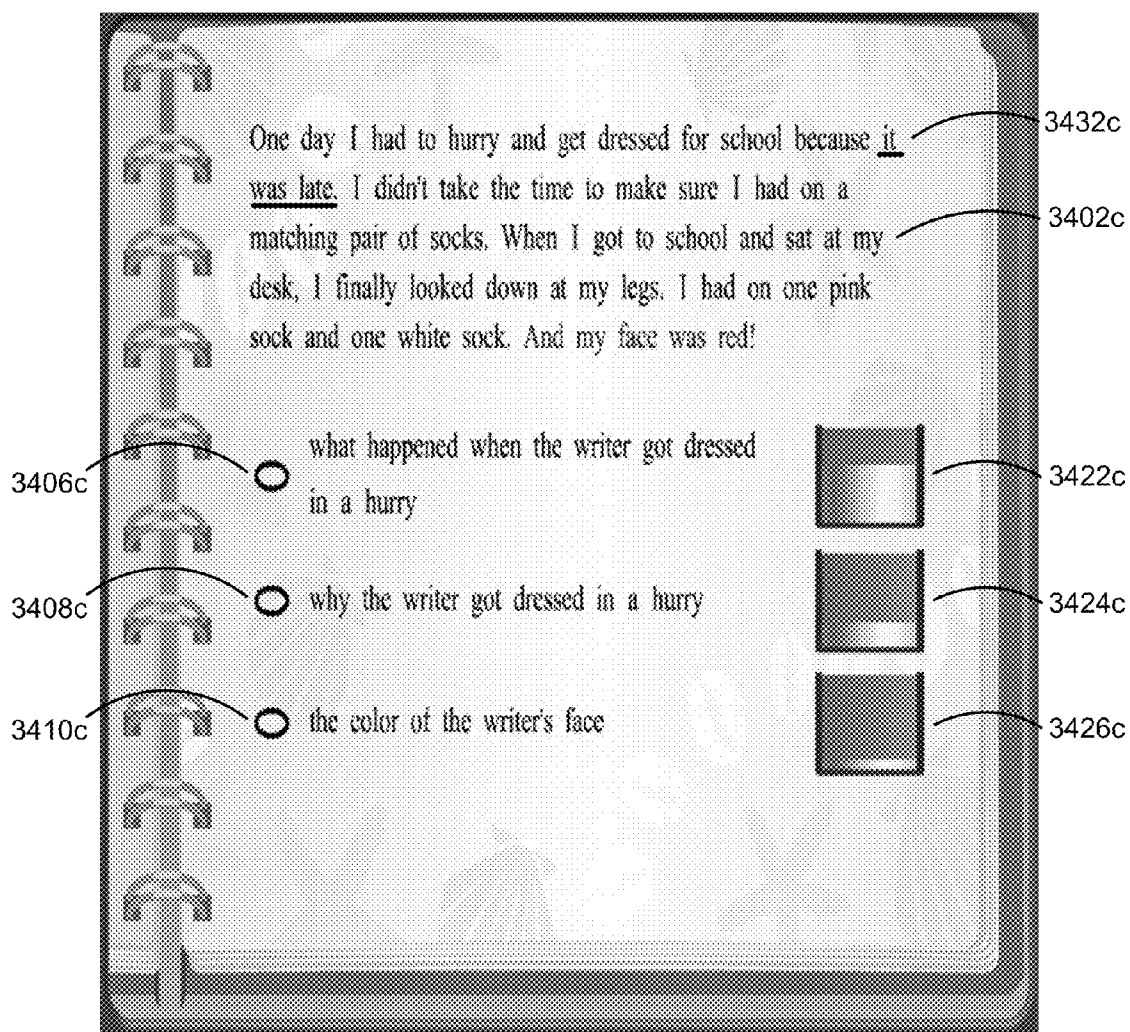 One day I had to hurry and get dressed for school because it
was late. I didn't take the time to make sure I had on a
matching pair of socks. When I got to school and sat at my
desk, I finally looked down at my legs. I had on one pink
sock and one white sock. And my face was red!
what happened when the writer got dressed
in a hurry
why the writer got dressed in a hurry
the color of the writer's face
3432c
3402c
3406c
3422c
3408c
3424c
3410c
3426c